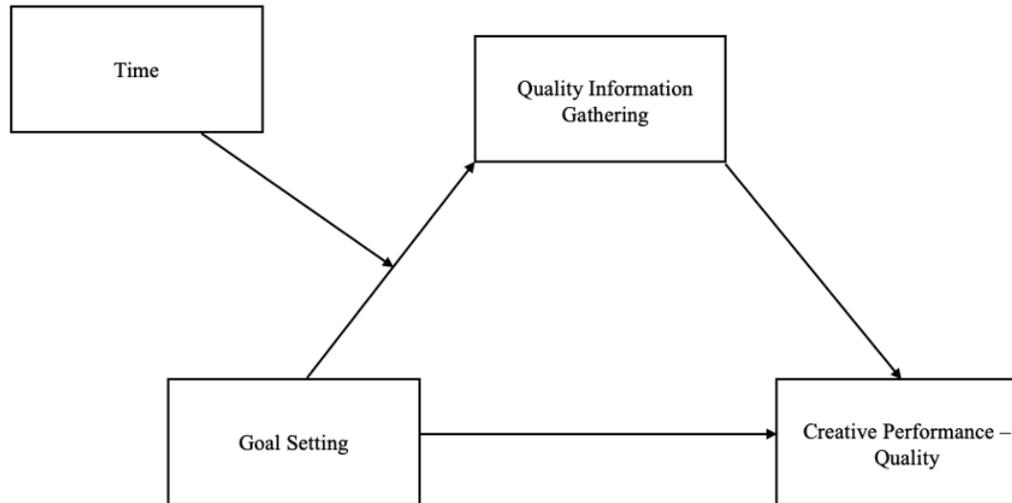 Time
Quality Information
Gathering
Goal Setting
Creative Performance –
Quality